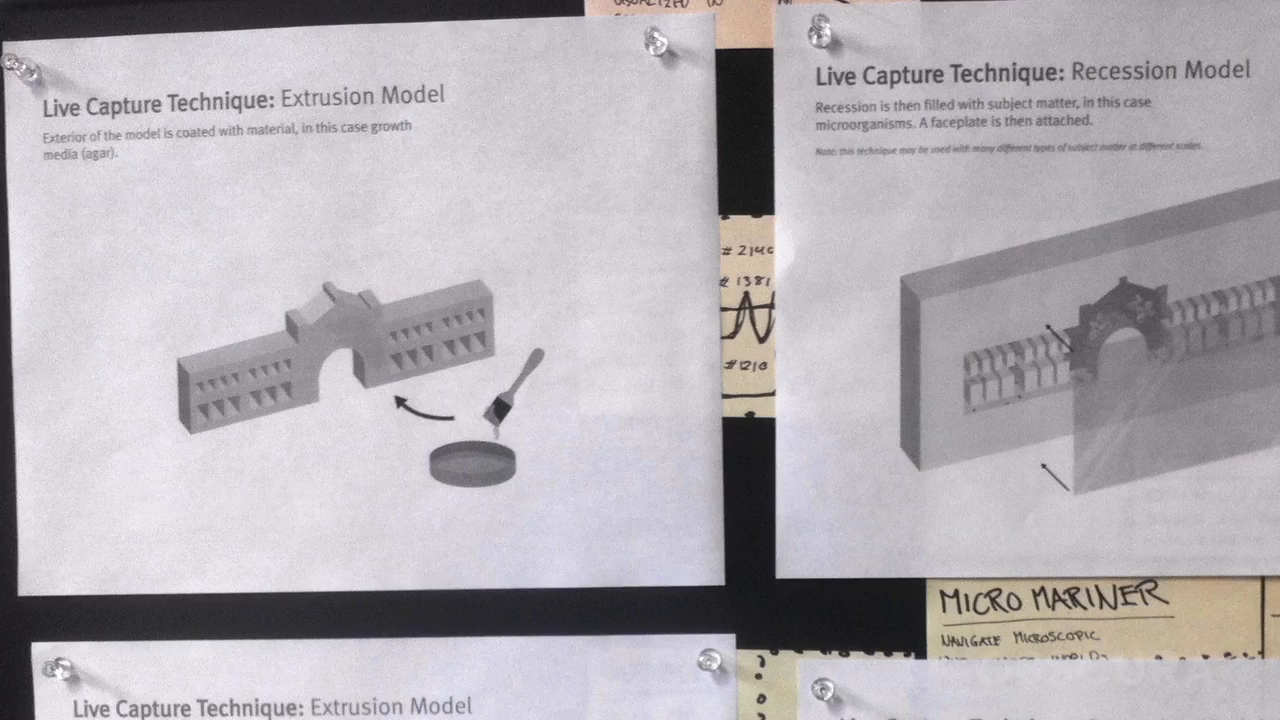 Live Capture Technique: Extrusion Model
Exterior of the model is coated with material, in this case growth
media (agar).
Live Capture Technique: Recession Model
Recession is then filled with subject matter, in this case
microorganisms. A faceplate is then attached.
Note: this technique may be used with many different types of subject matter at different scales.
# 1381
MICRO MARINER
NAVIGATE MICROSCOPIC
Live Capture Technique: Extrusion Model